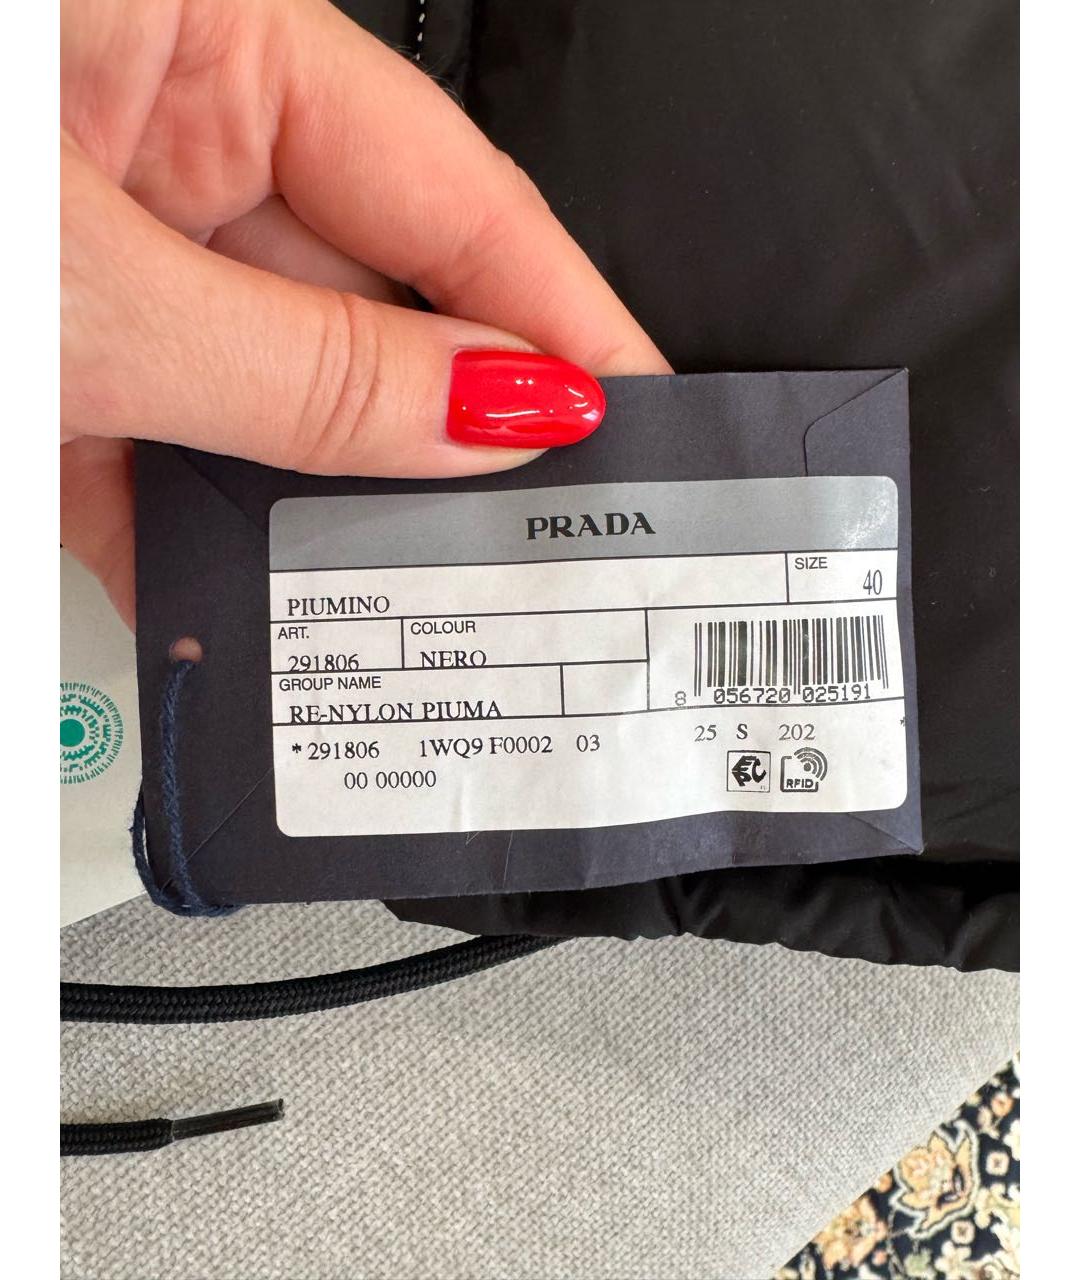 PRADA
SIZE
PIUMINO 40
ART. COLOUR
291806 NERO
GROUP NAME
RE-NYLON PIUMA
8 056720 025191
*291806 1WQ9 F0002 03 25 S 202 *
00 00000
RFID